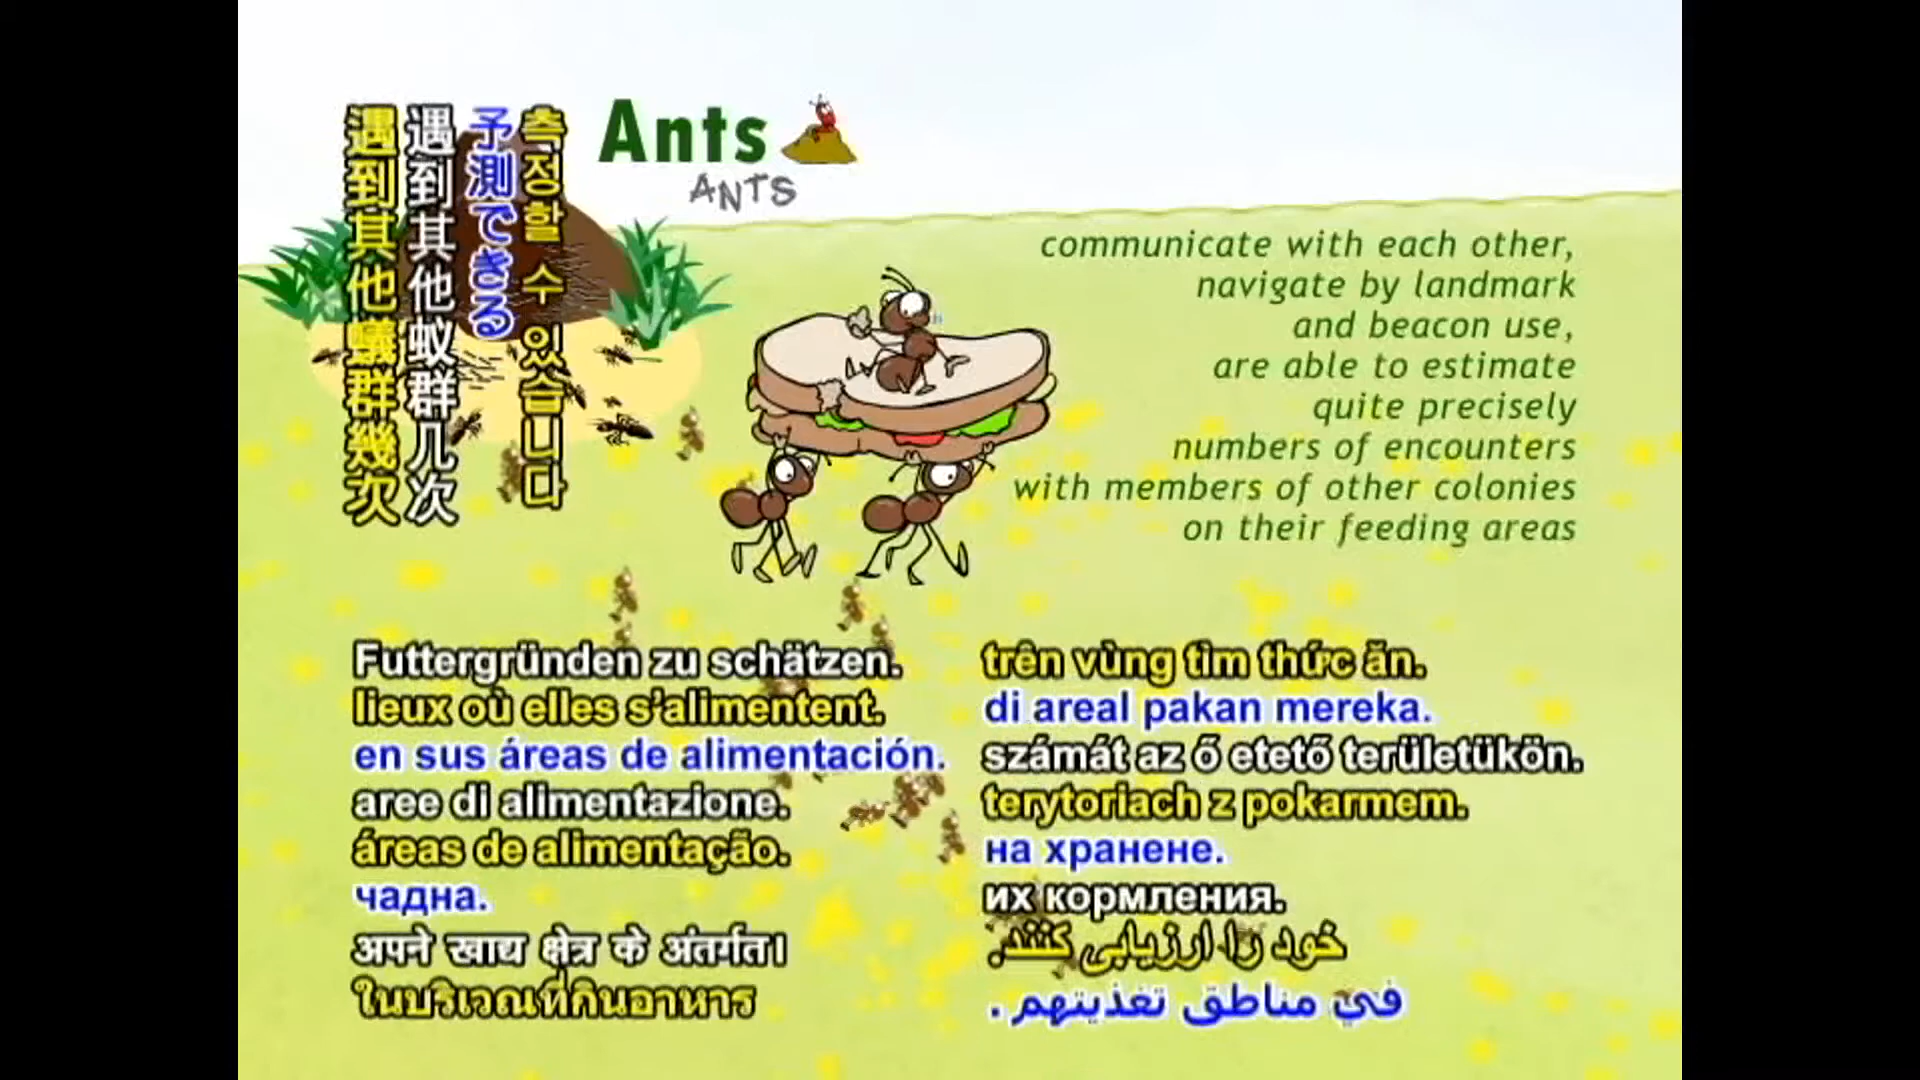 遇到其他蟻群幾次
遇到其他蚁群几次
予測できる
측정할 수 있습니다
Ants
ANTS
communicate with each other,
navigate by landmark
and beacon use,
are able to estimate
quite precisely
numbers of encounters
with members of other colonies
on their feeding areas
Futtergründen zu schätzen.
lieux où elles s'alimentent.
en sus áreas de alimentación.
aree di alimentazione.
áreas de alimentação.
чадна.
अपने खाद्य क्षेत्र के अंतर्गत।
ในบริเวณที่กินอาหาร
trên vùng tìm thức ăn.
di areal pakan mereka.
számát az ő etető területükön.
terytoriach z pokarmem.
на хранене.
их кормления.
خود را ارزیابی کنند.
في مناطق تغذيتهم .